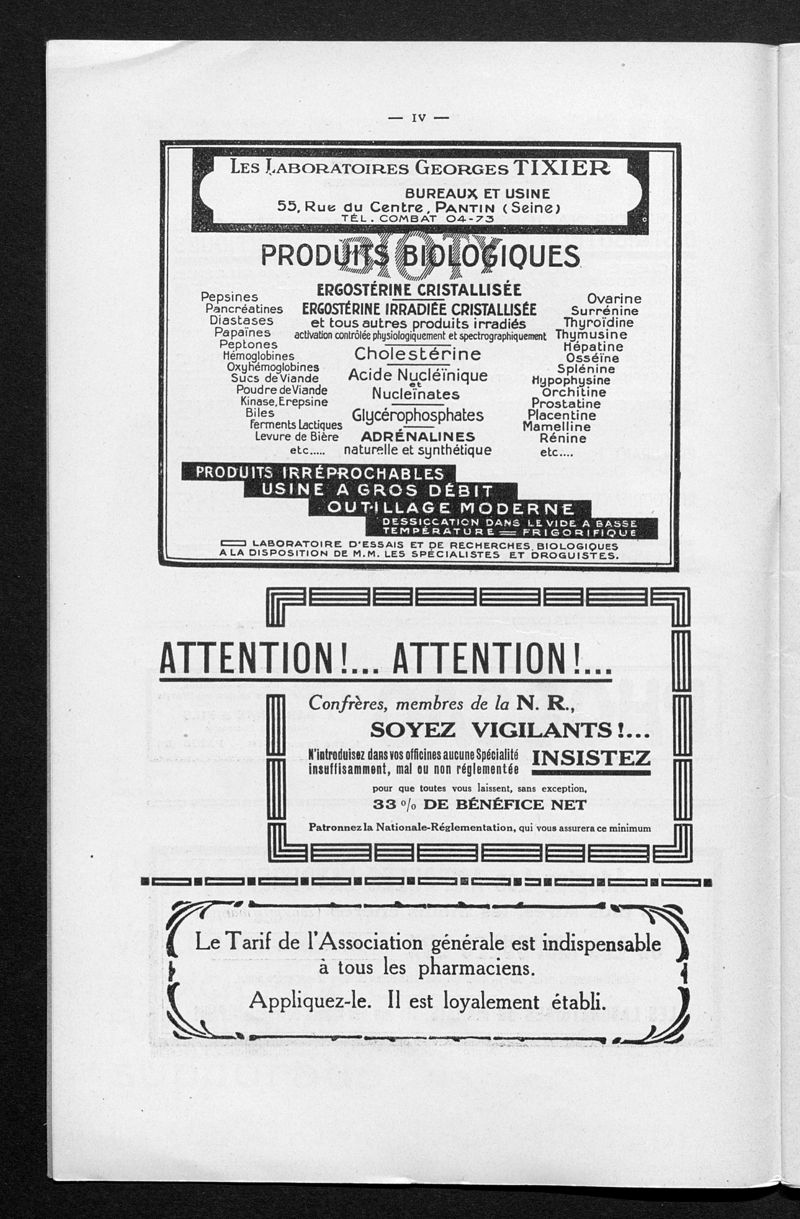 — IV —
LES LABORATOIRES GEORGES TIXIER
BUREAUX ET USINE
55, Rue du Centre, PANTIN (Seine)
TÉL. COMBAT 04-73
BIOTY
PRODUITS BIOLOGIQUES
Pepsines
Pancréatines
Diastases
Papaïnes
Peptones
Hémoglobines
Oxyhémoglobines
Sucs de Viande
Poudre de Viande
Kinase, Erepsine
Biles
Ferments Lactiques
Levure de Bière
etc.....
ERGOSTÉRINE CRISTALLISÉE
ERGOSTÉRINE IRRADIÉE CRISTALLISÉE
et tous autres produits irradiés
activation contrôlée physiologiquement et spectrographiquement
Cholestérine
Acide Nucléïnique
et
Nucleïnates
Glycérophosphates
ADRÉNALINES
naturelle et synthétique
Ovarine
Surrénine
Thyroïdine
Thymusine
Hépatine
Osséïne
Splénine
Hypophysine
Orchitine
Prostatine
Placentine
Mamelline
Rénine
etc....
PRODUITS IRRÉPROCHABLES
USINE A GROS DÉBIT
OUTILLAGE MODERNE
DESSICCATION DANS LE VIDE A BASSE
TEMPÉRATURE = FRIGORIFIQUE
LABORATOIRE D'ESSAIS ET DE RECHERCHES BIOLOGIQUES
A LA DISPOSITION DE M.M. LES SPÉCIALISTES ET DROGUISTES.
ATTENTION!... ATTENTION!...
Confrères, membres de la N. R.,
SOYEZ VIGILANTS!...
N'introduisez dans vos officines aucune Spécialité
insuffisamment, mal ou non réglementée
INSISTEZ
pour que toutes vous laissent, sans exception,
33 % DE BÉNÉFICE NET
Patronnez la Nationale-Réglementation, qui vous assurera ce minimum
Le Tarif de l'Association générale est indispensable
à tous les pharmaciens.
Appliquez-le. Il est loyalement établi.